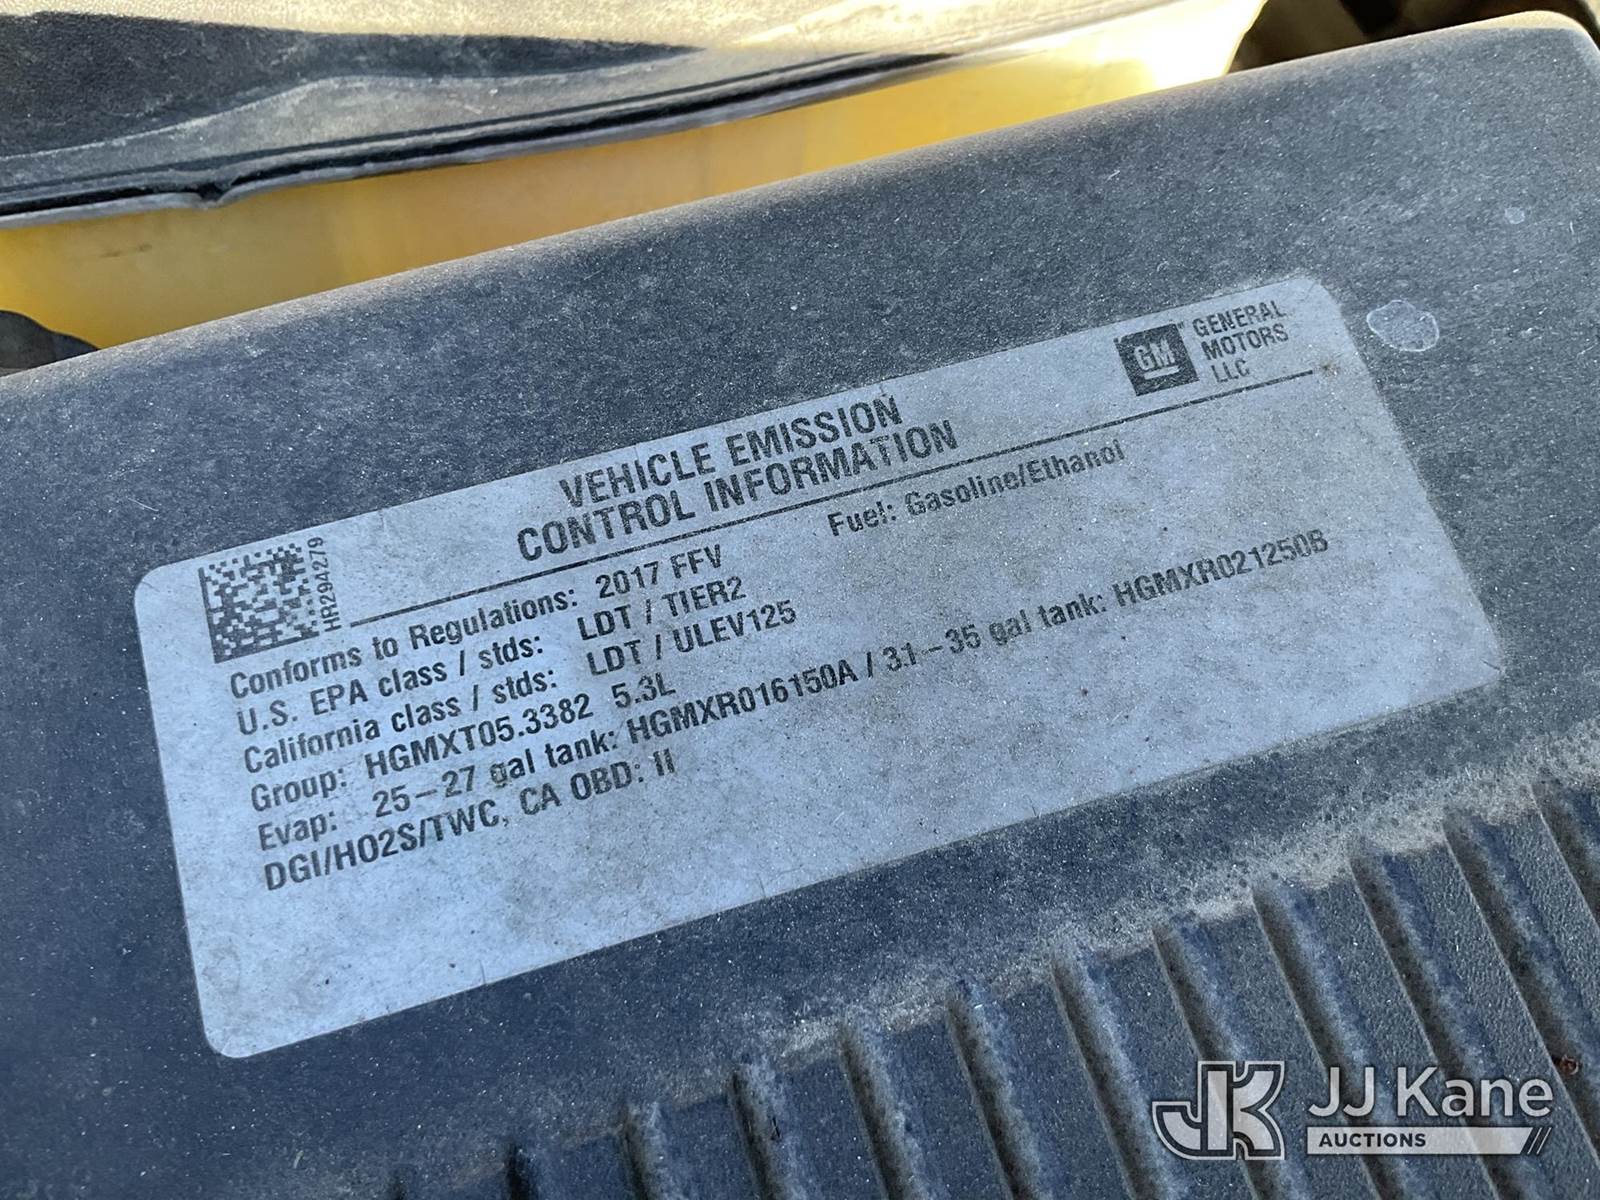 GM GENERAL
MOTORS
LLC
VEHICLE EMISSION
CONTROL INFORMATION
HR294279
Conforms to Regulations: 2017 FFV Fuel: Gasoline/Ethanol
U.S. EPA class / stds: LDT / TIER2
California class / stds: LDT / ULEV125
Group: HGMXT05.3382 5.3L
Evap: 25–27 gal tank: HGMXR016150A / 31–35 gal tank: HGMXR021250B
DGI/HO2S/TWC, CA OBD: II
JK JJ Kane
AUCTIONS